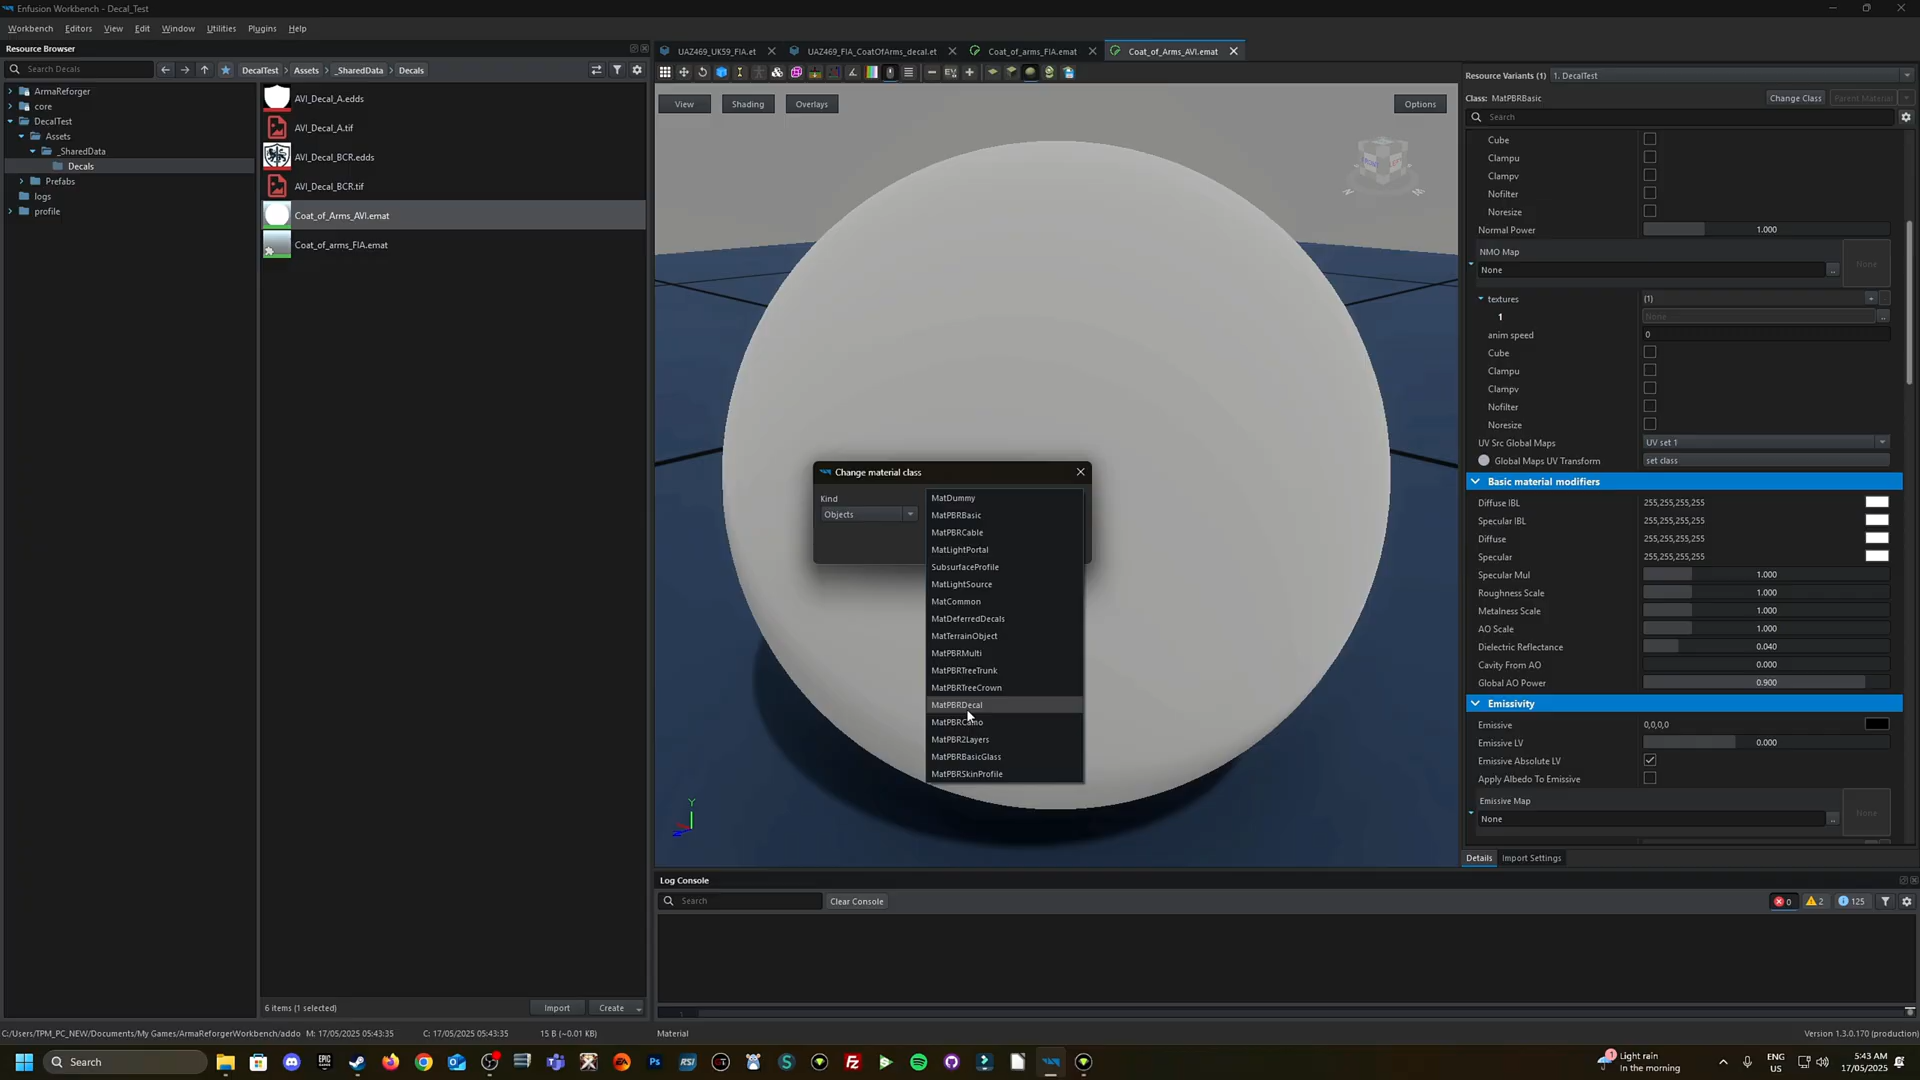 Enfusion Workbench - Decal_Test
Workbench Editors View Edit Window Utilities Plugins Help
Resource Browser
Search Decals
DecalTest Assets _SharedData Decals
ArmaReforger
core
DecalTest
Assets
_SharedData
Decals
Prefabs
logs
profile
AVI_Decal_A.edds
AVI_Decal_A.tif
AVI_Decal_BCR.edds
AVI_Decal_BCR.tif
Coat_of_Arms_AVI.emat
Coat_of_arms_FIA.emat
6 items (1 selected)
Import Create
UAZ469_UK59_FIA.et UAZ469_FIA_CoatOfArms_decal.et Coat_of_arms_FIA.emat Coat_of_Arms_AVI.emat
EV
View Shading Overlays Options
FRONT LEFT
N
Y
Z
Change material class
Kind
Objects
MatDummy
MatPBRBasic
MatPBRCable
MatLightPortal
SubsurfaceProfile
MatLightSource
MatCommon
MatDeferredDecals
MatTerrainObject
MatPBRMulti
MatPBRTreeTrunk
MatPBRTreeCrown
MatPBRDecal
MatPBRCamo
MatPBR2Layers
MatPBRBasicGlass
MatPBRSkinProfile
Resource Variants (1) 1. DecalTest
Class: MatPBRBasic Change Class Parent Material
Search
Cube
Clampu
Clampv
Nofilter
Noresize
Normal Power 1.000
NMO Map
None .. None
textures (1) +
1 None ..
anim speed 0
Cube
Clampu
Clampv
Nofilter
Noresize
UV Src Global Maps UV set 1
Global Maps UV Transform set class
Basic material modifiers
Diffuse IBL 255,255,255,255
Specular IBL 255,255,255,255
Diffuse 255,255,255,255
Specular 255,255,255,255
Specular Mul 1.000
Roughness Scale 1.000
Metalness Scale 1.000
AO Scale 1.000
Dielectric Reflectance 0.040
Cavity From AO 0.000
Global AO Power 0.900
Emissivity
Emissive 0,0,0,0
Emissive LV 0.000
Emissive Absolute LV
Apply Albedo To Emissive
Emissive Map
None .. None
Details Import Settings
Log Console
Search Clear Console
0 2 125
1
C:/Users/TPM_PC_NEW/Documents/My Games/ArmaReforgerWorkbench/addo M: 17/05/2025 05:43:35 C: 17/05/2025 05:43:35 15 B (~0.01 KB) Material Version 1.3.0.170 (production)
Search
EPIC GAMES
EA
Ps
RSI
S
Fz
1
Light rain
In the morning
ENG
US
5:43 AM
17/05/2025